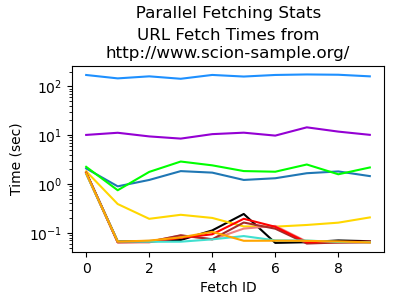 Parallel Fetching Stats
URL Fetch Times from
http://www.scion-sample.org/
10²
10¹
10⁰
10⁻¹
Time (sec)
0 2 4 6 8
Fetch ID